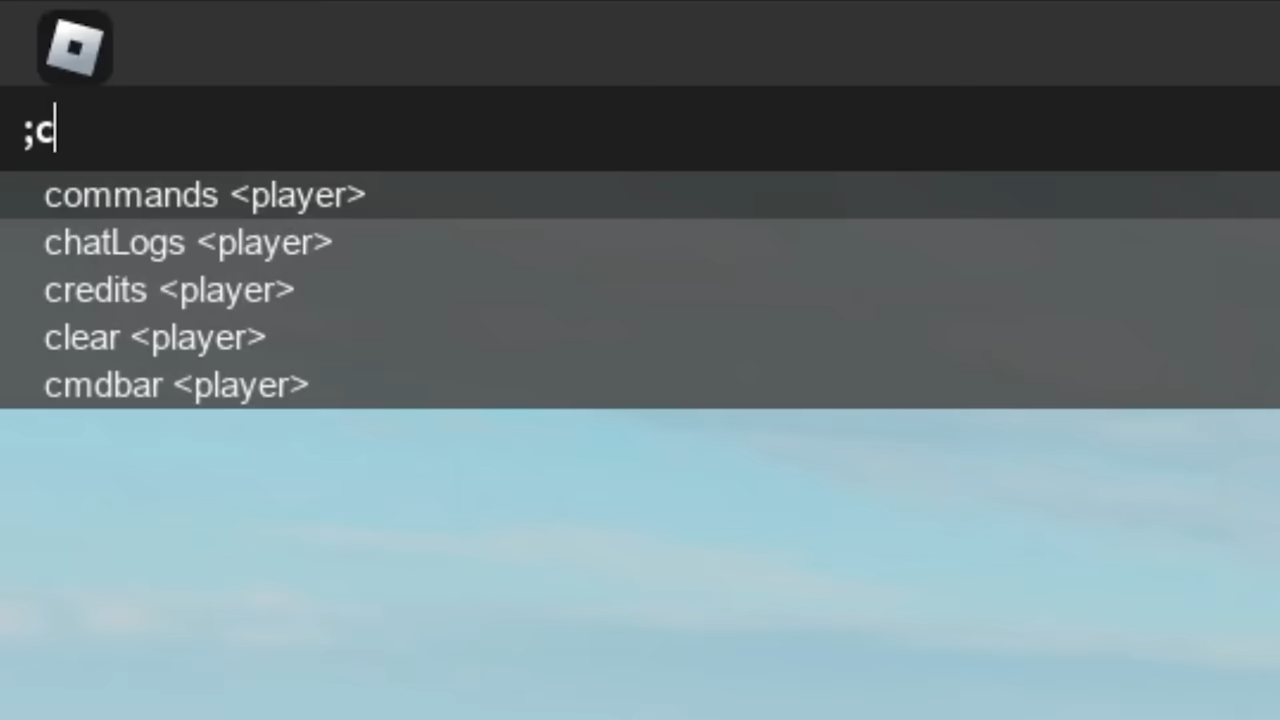 ;c
commands <player>
chatLogs <player>
credits <player>
clear <player>
cmdbar <player>